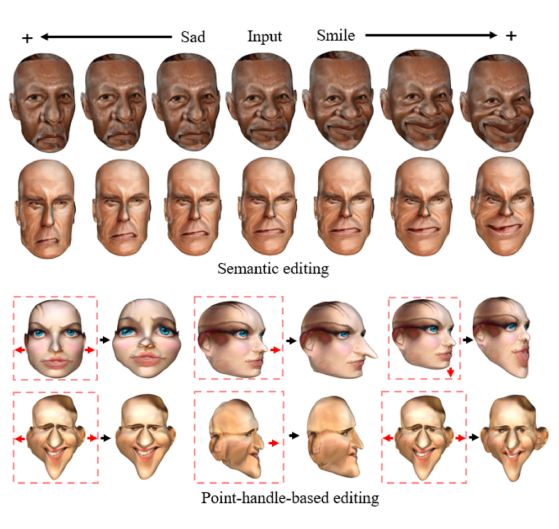 + Sad Input Smile +
Semantic editing
Point-handle-based editing